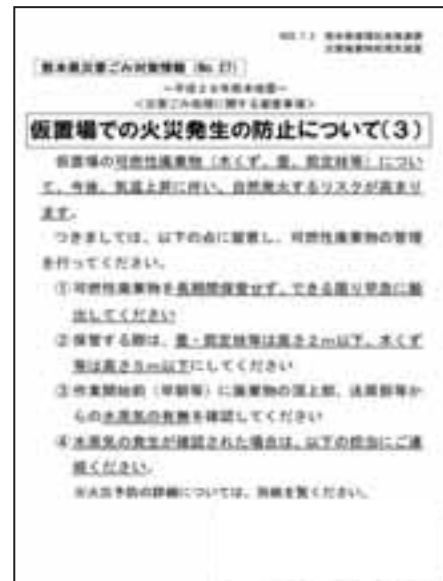 H28.7.3
熊本県災害ごみ対策情報（No 27）
－平成２８年熊本地震－
＜災害ごみ処理に関する留意事項＞
仮置場での火災発生の防止について(３)
仮置場の可燃性廃棄物（木くず、畳、剪定枝等）につい
て、今後、気温上昇に伴い、自然発火するリスクが高まり
ます。
つきましては、以下の点に留意し、可燃性廃棄物の管理
を行ってください。
①可燃性廃棄物を長期間保管せず、できる限り早急に搬
出してください
②保管する際は、畳・剪定枝等は高さ２ｍ以下、木くず
等は高さ５ｍ以下にしてください
③作業開始前（早朝等）に廃棄物の頂上部、法肩部等か
らの水蒸気の有無を確認してください
④水蒸気の発生が確認された場合は、以下の担当にご連
絡ください。
※火災予防の詳細については、別紙を覧ください。